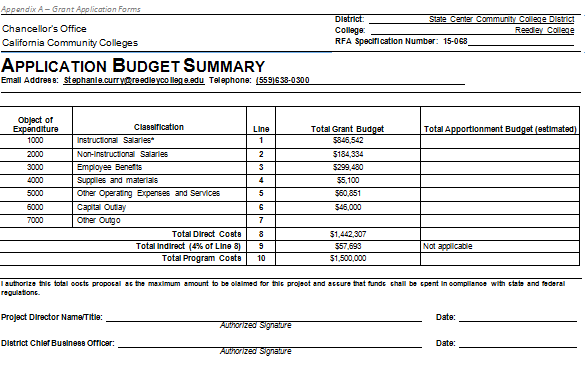 Appendix A – Grant Application Forms
District: State Center Community College District
Chancellor's Office College: Reedley College
California Community Colleges RFA Specification Number: 15-068
APPLICATION BUDGET SUMMARY
Email Address: Stephanie.curry@reedleycollege.edu Telephone: (559)638-0300
Object of Expenditure Classification Line Total Grant Budget Total Apportionment Budget (estimated)
1000 Instructional Salaries* 1 $846,542
2000 Non-Instructional Salaries 2 $184,334
3000 Employee Benefits 3 $299,480
4000 Supplies and materials 4 $5,100
5000 Other Operating Expenses and Services 5 $60,851
6000 Capital Outlay 6 $46,000
7000 Other Outgo 7
Total Direct Costs 8 $1,442,307
Total Indirect (4% of Line 8) 9 $57,693 Not applicable
Total Program Costs 10 $1,500,000
I authorize this total costs proposal as the maximum amount to be claimed for this project and assure that funds shall be spent in compliance with state and federal
regulations.
Project Director Name/Title: Date:
Authorized Signature
District Chief Business Officer: Date:
Authorized Signature